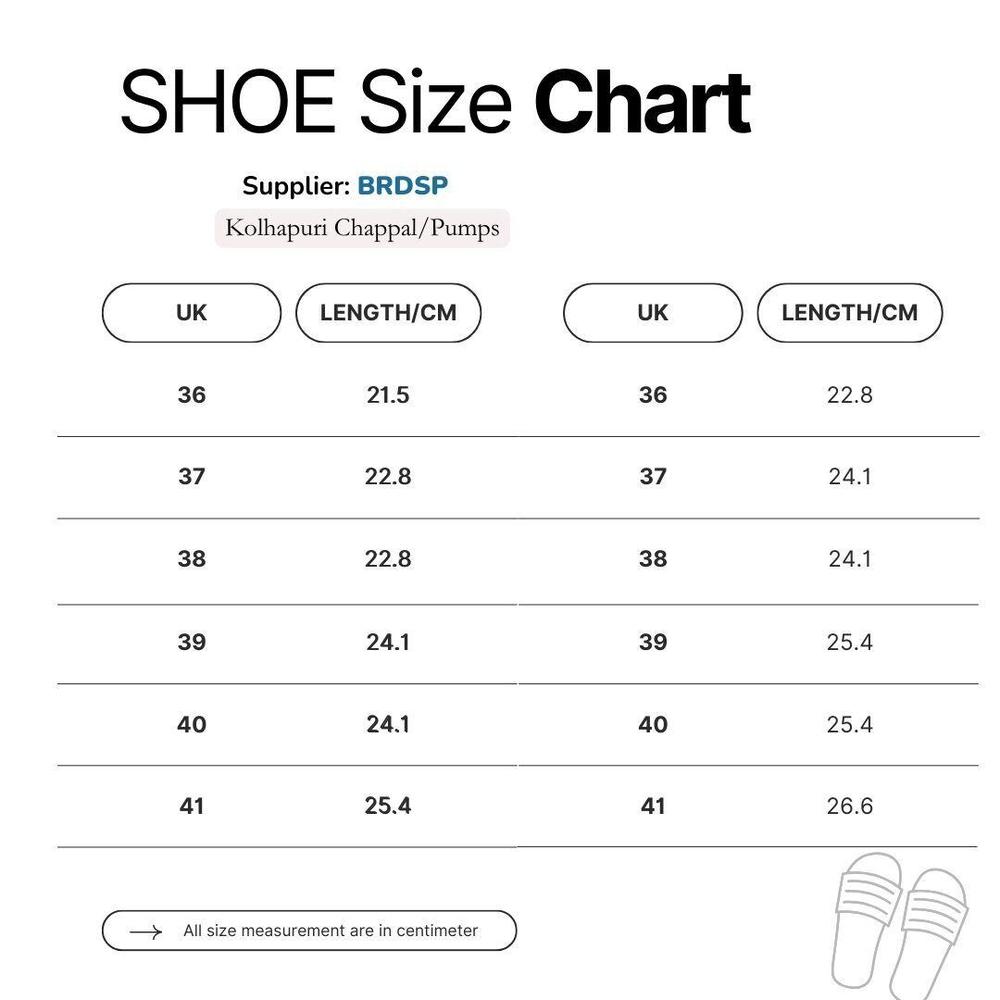 SHOE Size Chart
Supplier: BRDSP
Kolhapuri Chappal/Pumps
UK LENGTH/CM UK LENGTH/CM
36 21.5 36 22.8
37 22.8 37 24.1
38 22.8 38 24.1
39 24.1 39 25.4
40 24.1 40 25.4
41 25.4 41 26.6
All size measurement are in centimeter